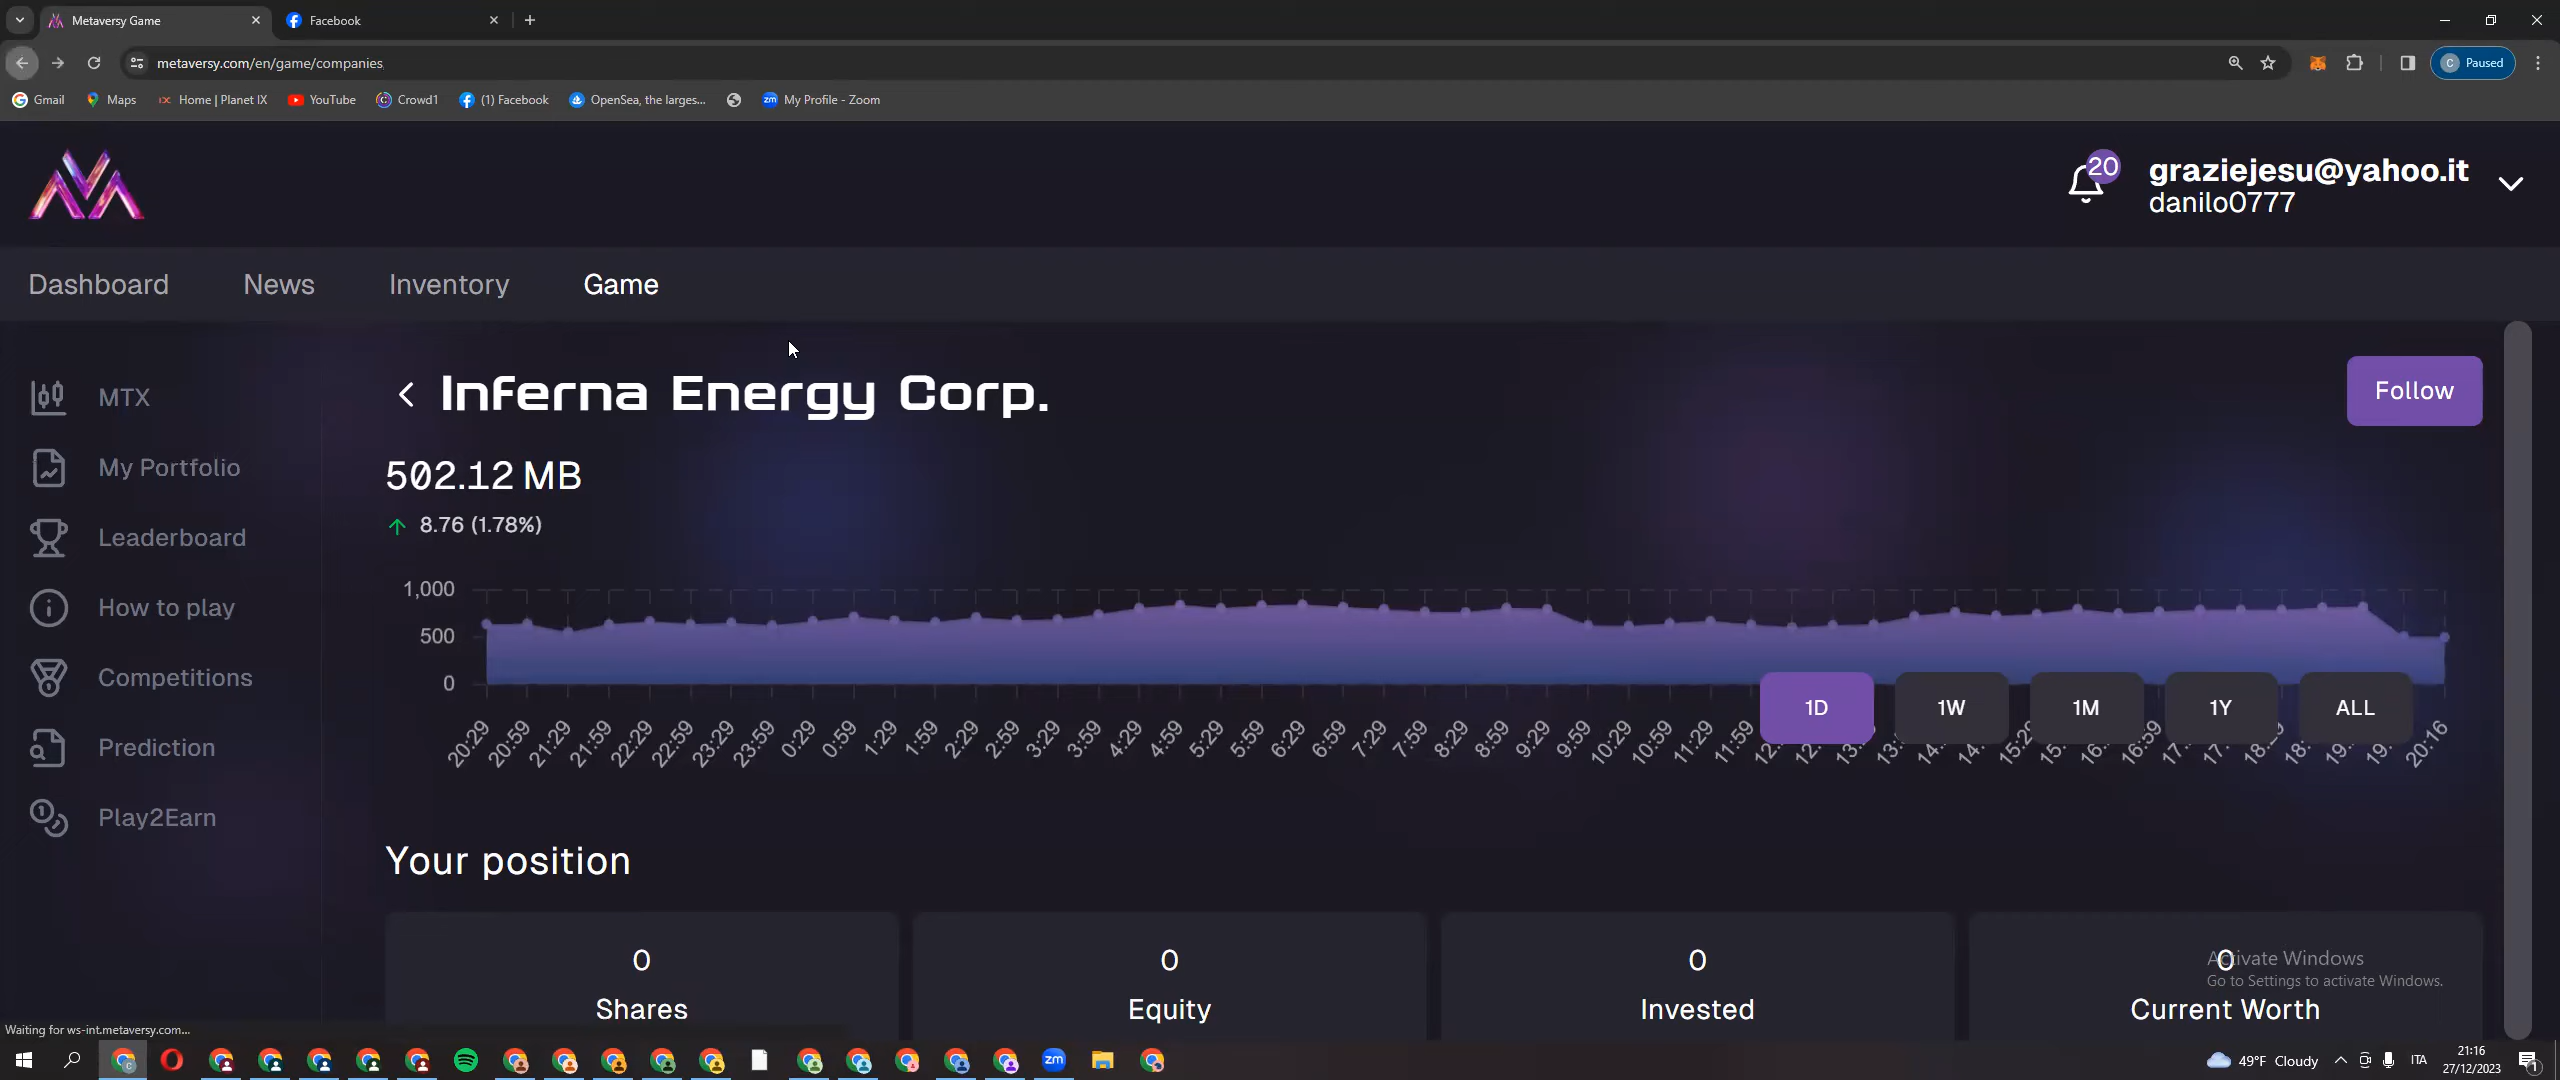 Metaversy Game
Facebook
metaversy.com/en/game/companies
C Paused
Gmail
Maps
Home | Planet IX
YouTube
Crowd1
(1) Facebook
OpenSea, the larges...
zm My Profile - Zoom
20
graziejesu@yahoo.it
danilo0777
Dashboard
News
Inventory
Game
MTX
My Portfolio
Leaderboard
How to play
Competitions
Prediction
Play2Earn
Inferna Energy Corp.
Follow
502.12 MB
8.76 (1.78%)
1,000
500
0
1D
1W
1M
1Y
ALL
20:29 20:59 21:29 21:59 22:29 22:59 23:29 23:59 0:29 0:59 1:29 1:59 2:29 2:59 3:29 3:59 4:29 4:59 5:29 5:59 6:29 6:59 7:29 7:59 8:29 8:59 9:29 9:59 10:29 10:59 11:29 11:59 16:59 20:16
Your position
0
Shares
0
Equity
0
Invested
0
Current Worth
Activate Windows
Go to Settings to activate Windows.
Waiting for ws-int.metaversy.com...
zm
49°F Cloudy
ITA
21:16
27/12/2023
1